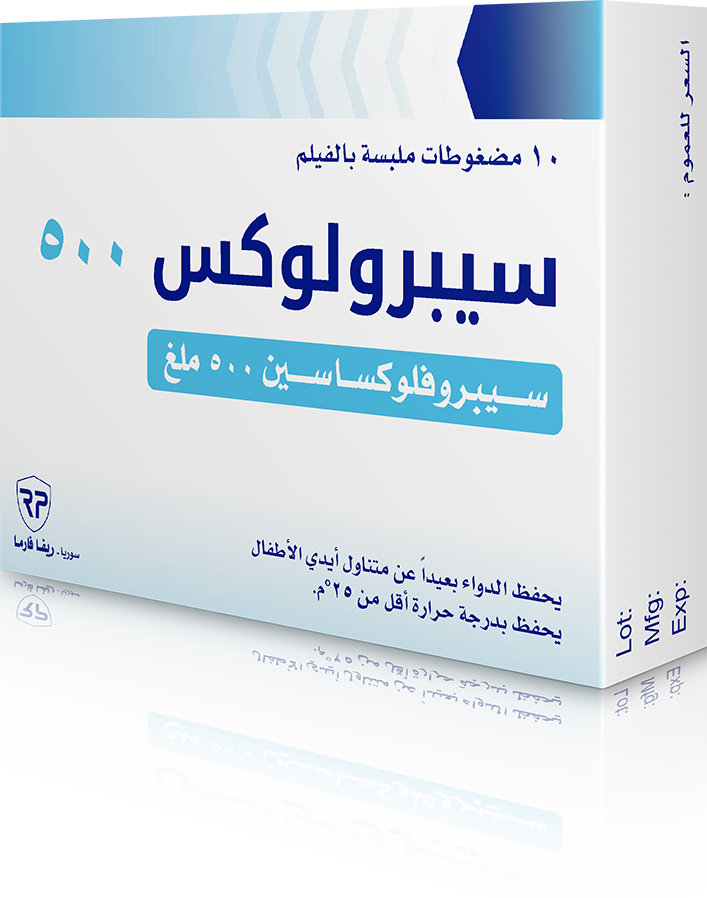 ١٠ مضغوطات ملبسة بالفيلم
سيبرولوكس ٥٠٠
سيبروفلوكساسين ٥٠٠ ملغ
RP
سوريا - ريفا فارما
يحفظ الدواء بعيداً عن متناول أيدي الأطفال
يحفظ بدرجة حرارة أقل من ٢٥°م.
السعر للعموم :
Lot:
Mfg:
Exp: